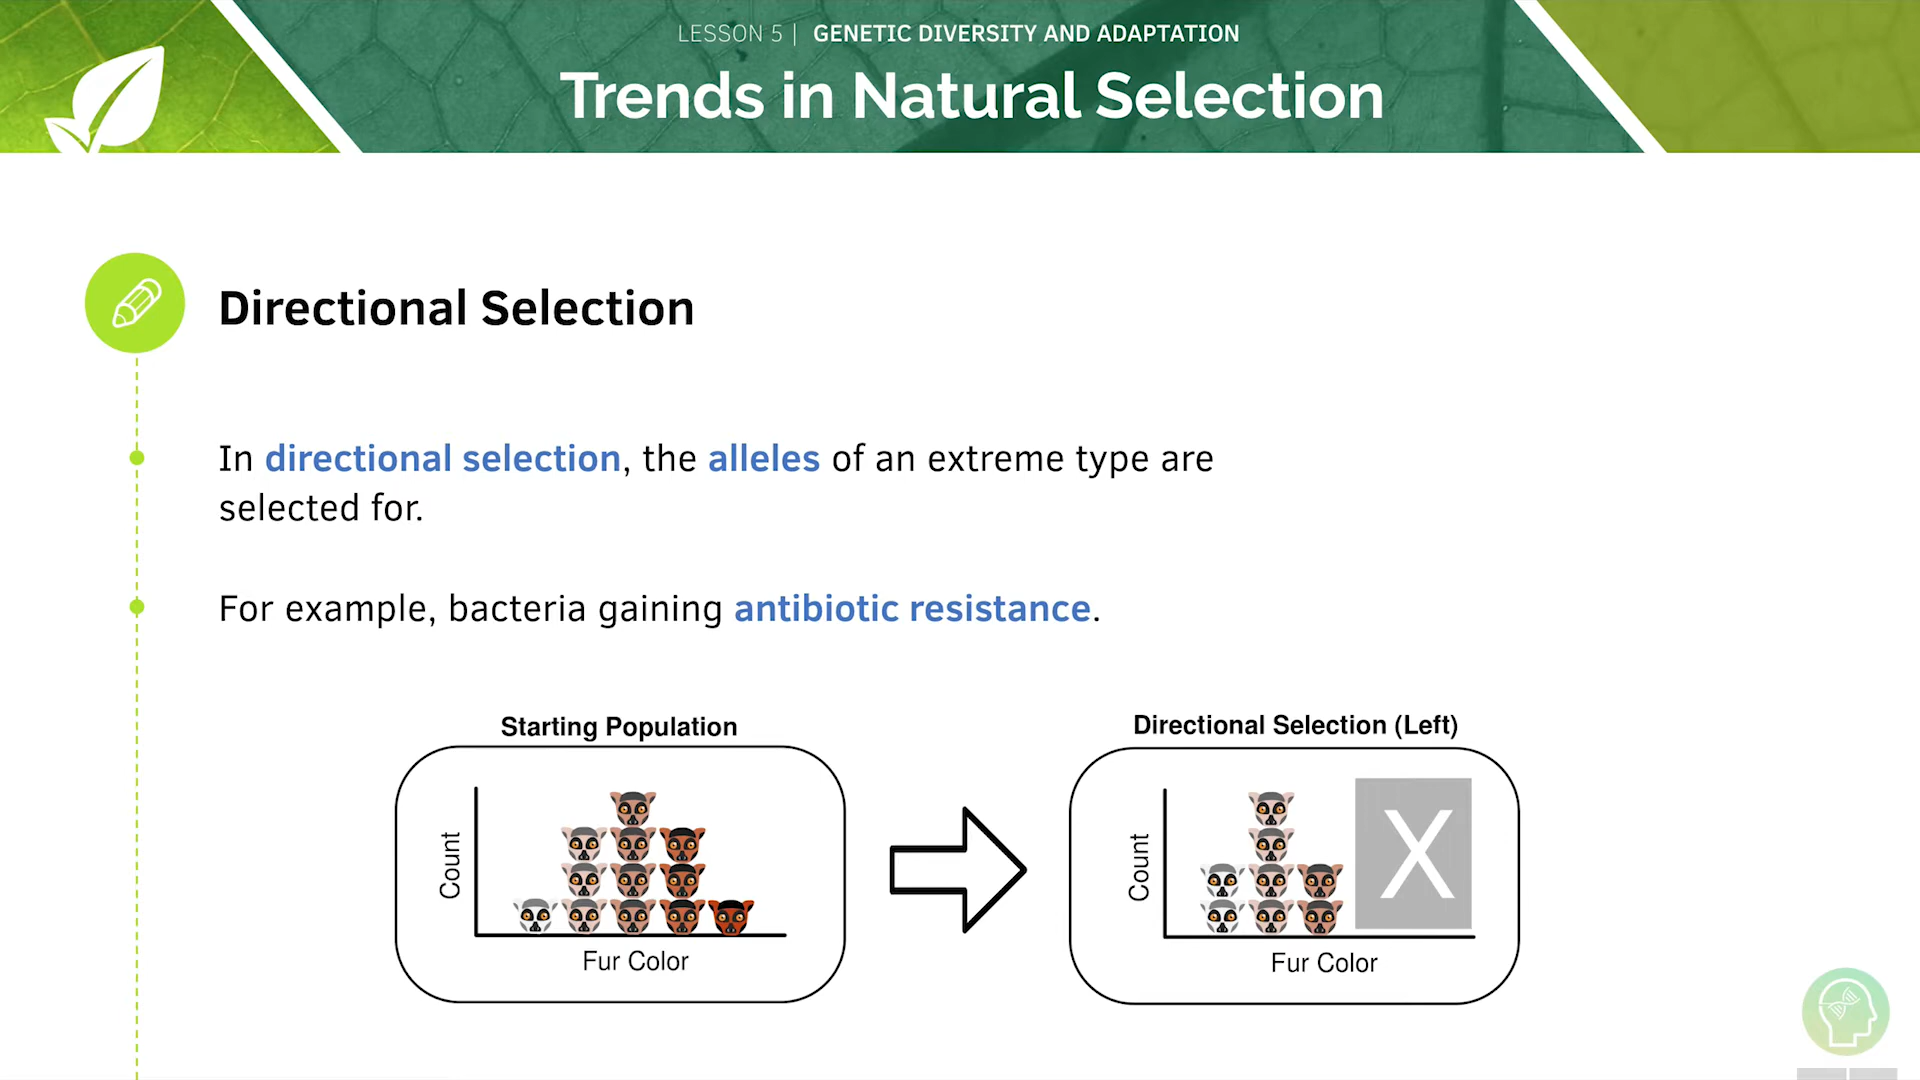 LESSON 5 | GENETIC DIVERSITY AND ADAPTATION
Trends in Natural Selection
Directional Selection
In directional selection, the alleles of an extreme type are
selected for.
For example, bacteria gaining antibiotic resistance.
Starting Population
Count
Fur Color
Directional Selection (Left)
Count
X
Fur Color